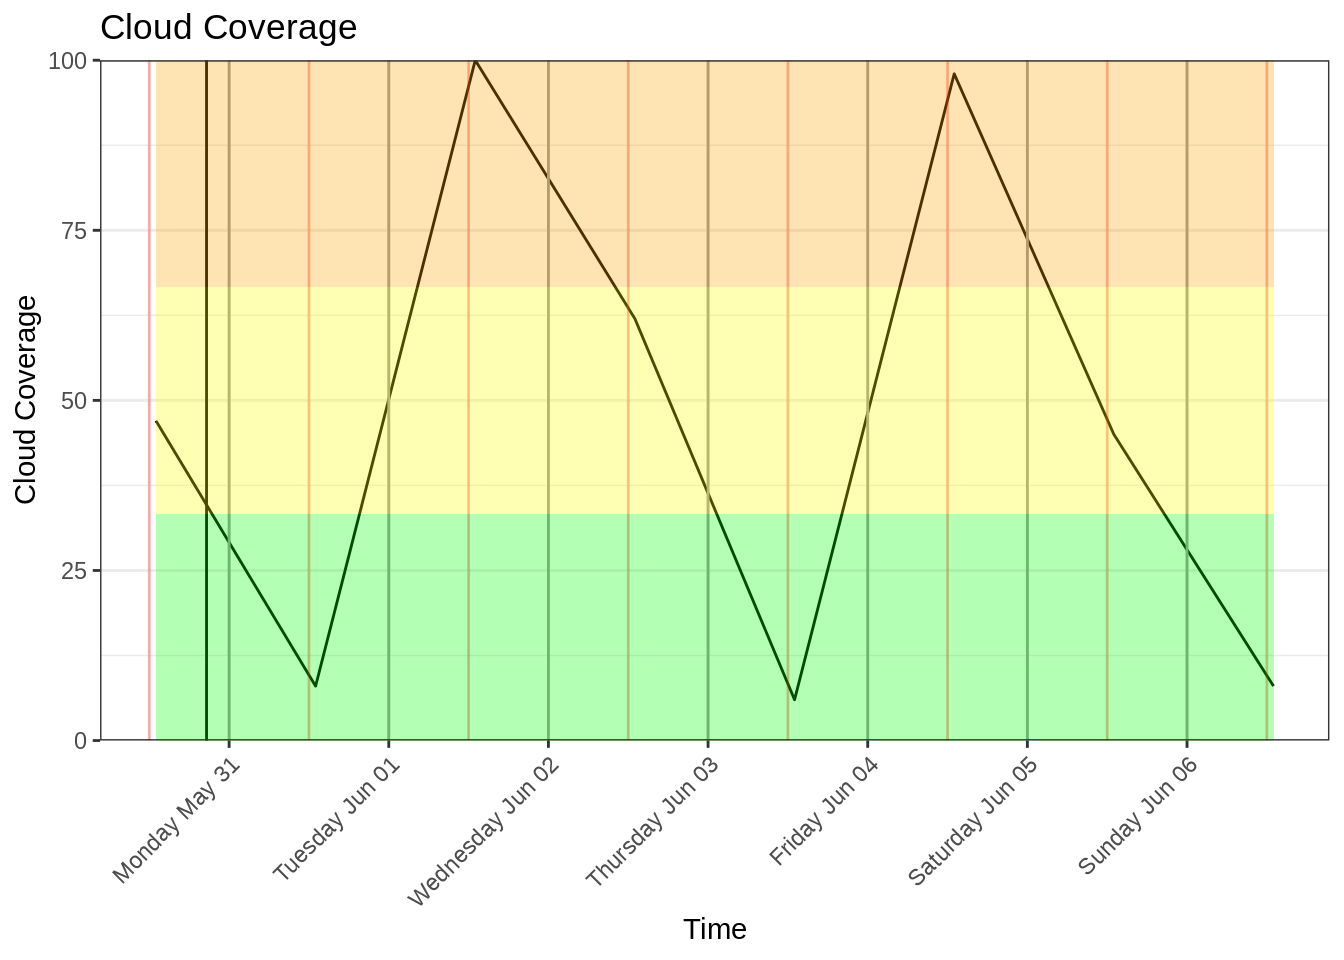 Cloud Coverage
Cloud Coverage
100
75
50
25
0
Monday May 31
Tuesday Jun 01
Wednesday Jun 02
Thursday Jun 03
Friday Jun 04
Saturday Jun 05
Sunday Jun 06
Time